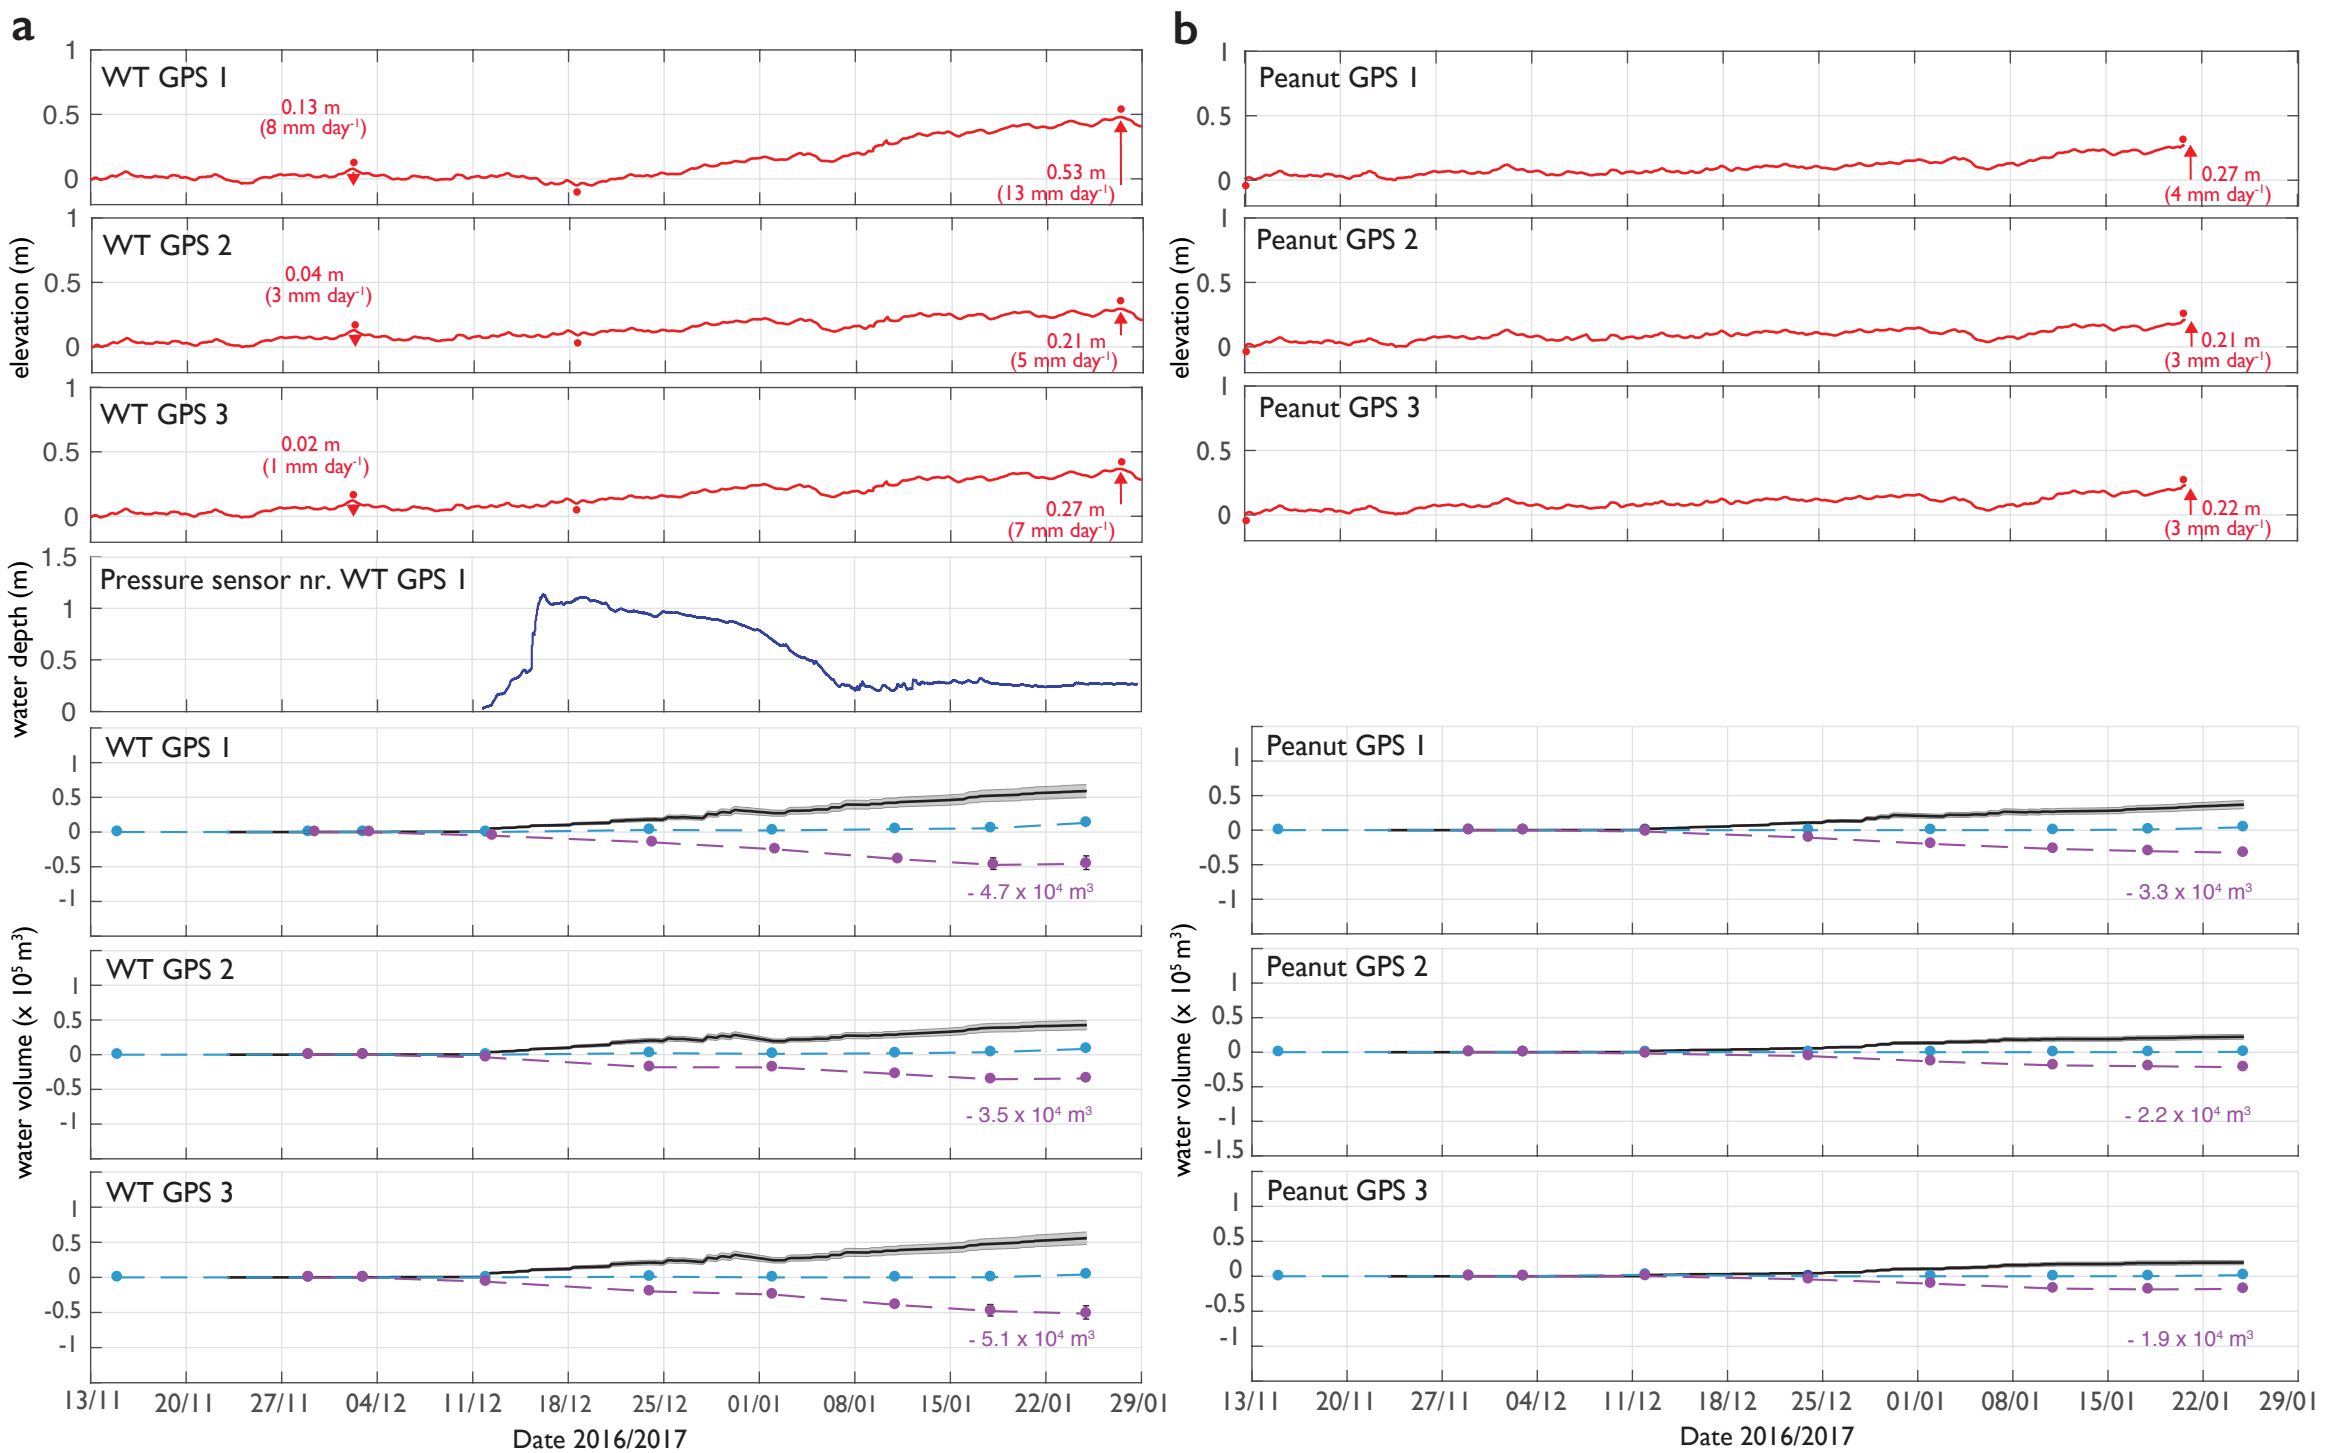 a
WT GPS 1
1
0.5
0
0.13 m
(8 mm day⁻¹)
0.53 m
(13 mm day⁻¹)
WT GPS 2
1
0.5
0
0.04 m
(3 mm day⁻¹)
0.21 m
(5 mm day⁻¹)
elevation (m)
WT GPS 3
1
0.5
0
0.02 m
(1 mm day⁻¹)
0.27 m
(7 mm day⁻¹)
Pressure sensor nr. WT GPS 1
1.5
1
0.5
0
water depth (m)
WT GPS 1
1
0.5
0
-0.5
-1
- 4.7 x 10⁴ m³
WT GPS 2
1
0.5
0
-0.5
-1
- 3.5 x 10⁴ m³
water volume (x 10⁵ m³)
WT GPS 3
1
0.5
0
-0.5
-1
- 5.1 x 10⁴ m³
13/11 20/11 27/11 04/12 11/12 18/12 25/12 01/01 08/01 15/01 22/01 29/01
Date 2016/2017
b
Peanut GPS 1
1
0.5
0
0.27 m
(4 mm day⁻¹)
Peanut GPS 2
1
0.5
0
0.21 m
(3 mm day⁻¹)
elevation (m)
Peanut GPS 3
1
0.5
0
0.22 m
(3 mm day⁻¹)
Peanut GPS 1
1
0.5
0
-0.5
-1
- 3.3 x 10⁴ m³
Peanut GPS 2
1
0.5
0
-0.5
-1
-1.5
- 2.2 x 10⁴ m³
water volume (x 10⁵ m³)
Peanut GPS 3
1
0.5
0
-0.5
-1
- 1.9 x 10⁴ m³
13/11 20/11 27/11 04/12 11/12 18/12 25/12 01/01 08/01 15/01 22/01 29/01
Date 2016/2017